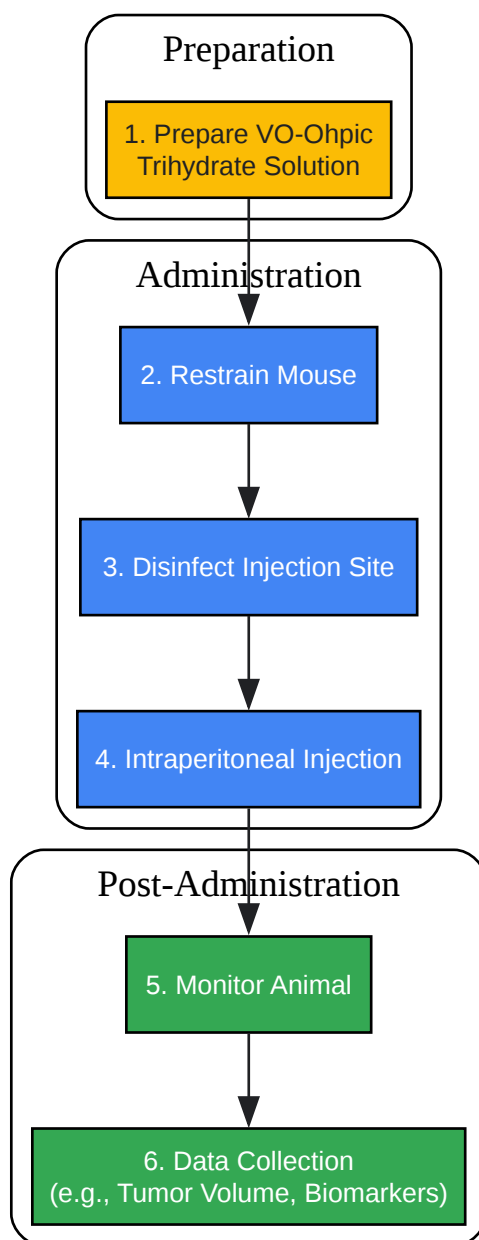 Preparation
1. Prepare VO-Ohpic
Trihydrate Solution
Administration
2. Restrain Mouse
3. Disinfect Injection Site
4. Intraperitoneal Injection
Post-Administration
5. Monitor Animal
6. Data Collection
(e.g., Tumor Volume, Biomarkers)